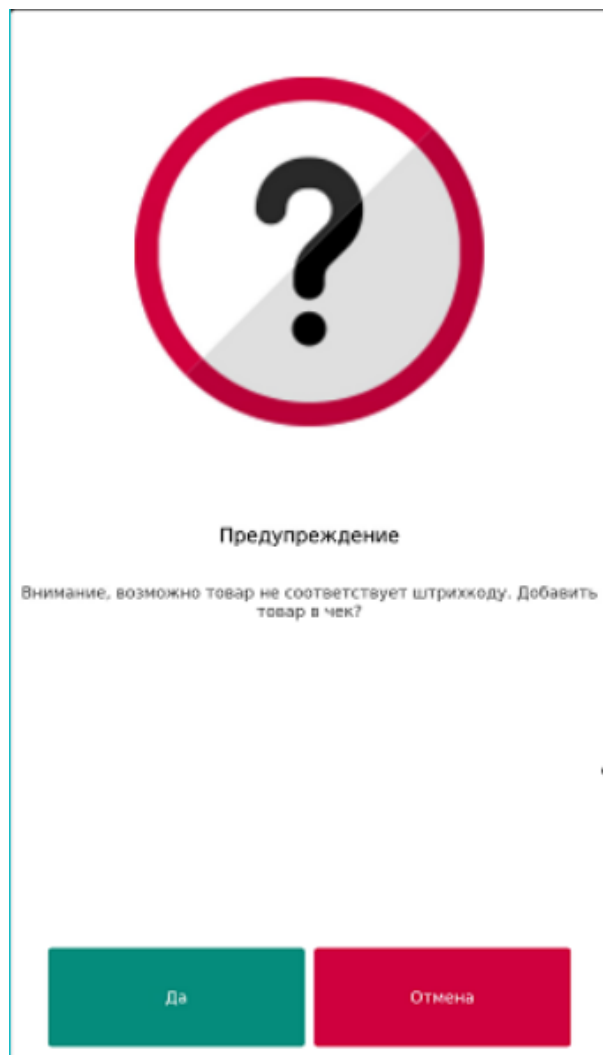 ?
Предупреждение
Внимание, возможно товар не соответствует штрихкоду. Добавить
товар в чек?
Да
Отмена